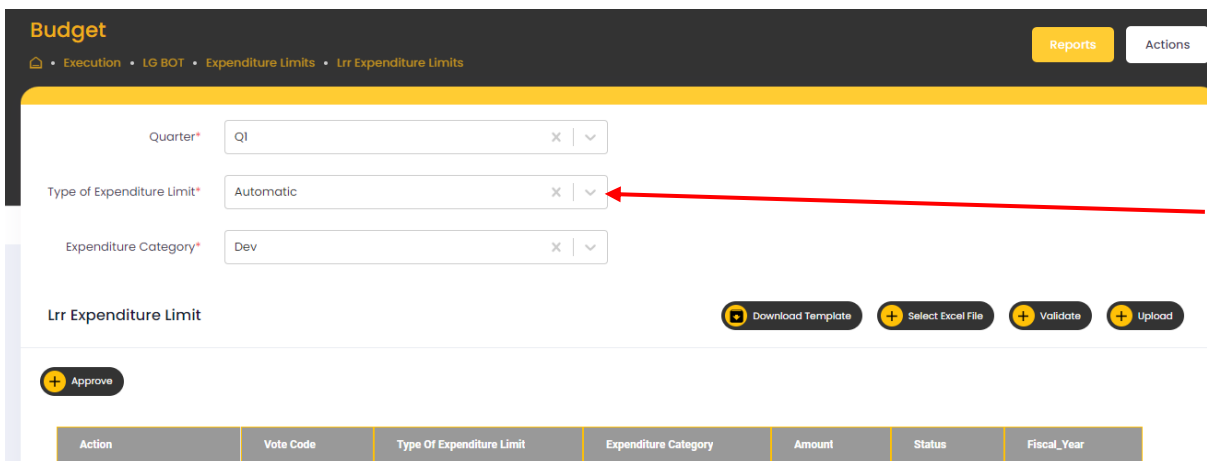 Budget
Reports
Actions
• Execution • LG BOT • Expenditure Limits • Lrr Expenditure Limits
Quarter*
Q1
Type of Expenditure Limit*
Automatic
Expenditure Category*
Dev
Lrr Expenditure Limit
Download Template
Select Excel File
Validate
Upload
Approve
Action Vote Code Type Of Expenditure Limit Expenditure Category Amount Status Fiscal_Year